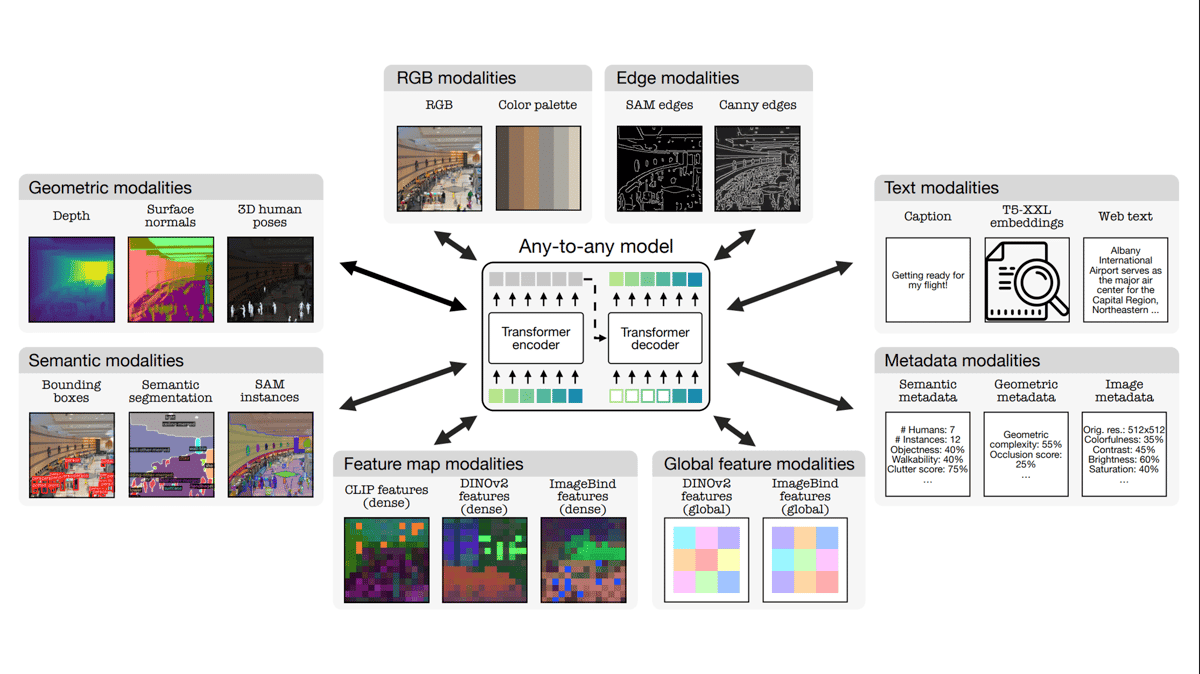 RGB modalities
RGB
Color palette
Edge modalities
SAM edges
Canny edges
Geometric modalities
Depth
Surface
normals
3D human
poses
Semantic modalities
Bounding
boxes
Semantic
segmentation
SAM
instances
Any-to-any model
Transformer
encoder
Transformer
decoder
Text modalities
Caption
Getting ready for
my flight!
T5-XXL
embeddings
Web text
Albany
International
Airport serves as
the major air
center for the
Capital Region,
Northeastern ...
Metadata modalities
Semantic
metadata
# Humans: 7
# Instances: 12
Objectness: 40%
Walkability: 40%
Clutter score: 75%
...
Geometric
metadata
Geometric
complexity: 55%
Occlusion score:
25%
...
Image
metadata
Orig. res.: 512x512
Colorfulness: 35%
Contrast: 45%
Brightness: 60%
Saturation: 40%
...
Feature map modalities
CLIP features
(dense)
DINOv2
features
(dense)
ImageBind
features
(dense)
Global feature modalities
DINOv2
features
(global)
ImageBind
features
(global)